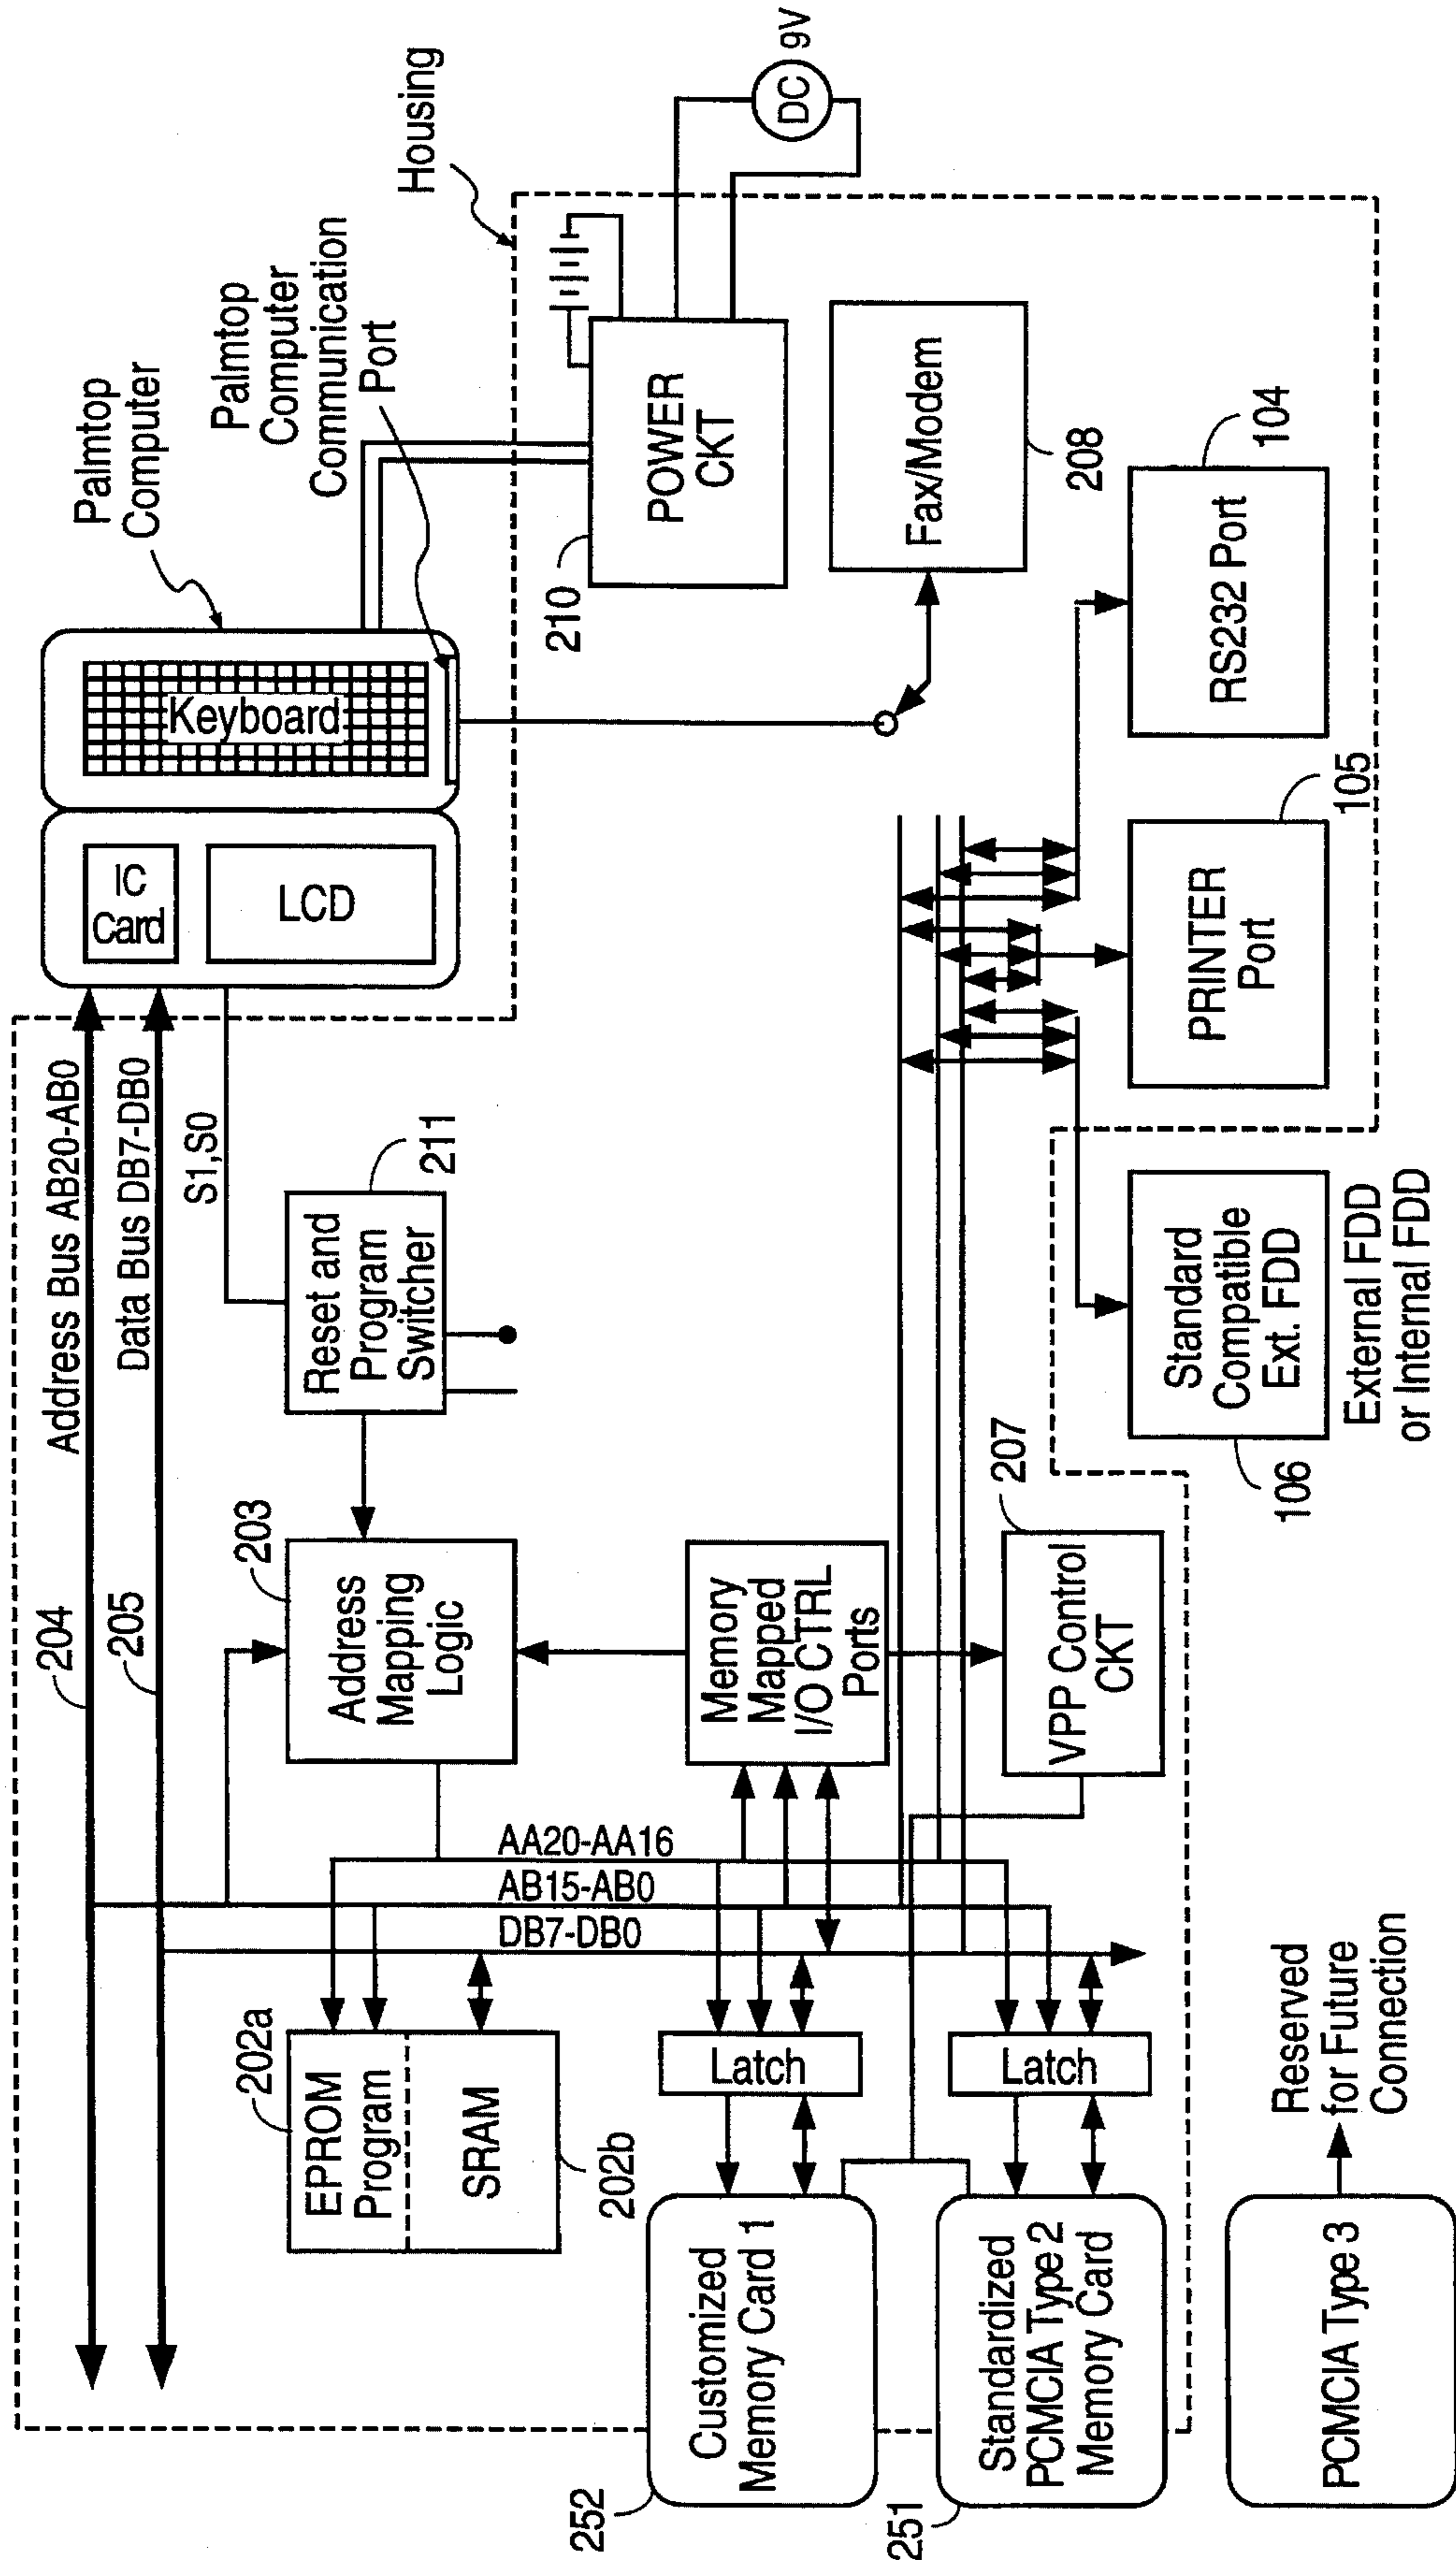 Palmtop
Computer
Palmtop
Computer
Communication
Port
Housing
Address Bus AB20-AB0
Data Bus DB7-DB0
S1,S0
IC
Card
LCD
Keyboard
204
205
203
Address
Mapping
Logic
Reset and
Program
Switcher
211
210
POWER
CKT
DC
9V
Fax/Modem
208
202a
EPROM
Program
SRAM
202b
AA20-AA16
AB15-AB0
DB7-DB0
Memory
Mapped
I/O CTRL
Ports
VPP Control
CKT
207
Latch
Latch
252
Customized
Memory Card 1
251
Standardized
PCMCIA Type 2
Memory Card
PCMCIA Type 3
Reserved
for Future
Connection
106
Standard
Compatible
Ext. FDD
External FDD
or Internal FDD
PRINTER
Port
105
RS232 Port
104